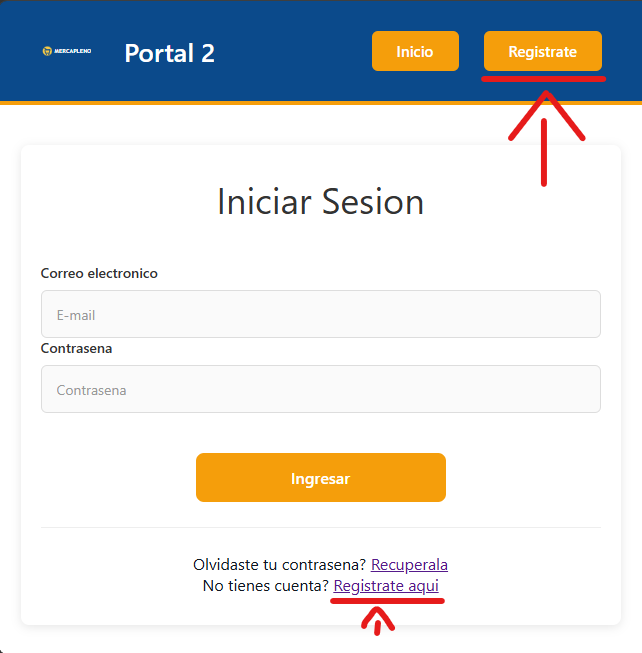 MERCAPLENO
Portal 2
Inicio
Registrate
Iniciar Sesion
Correo electronico
E-mail
Contrasena
Contrasena
Ingresar
Olvidaste tu contrasena? Recuperala
No tienes cuenta? Registrate aqui